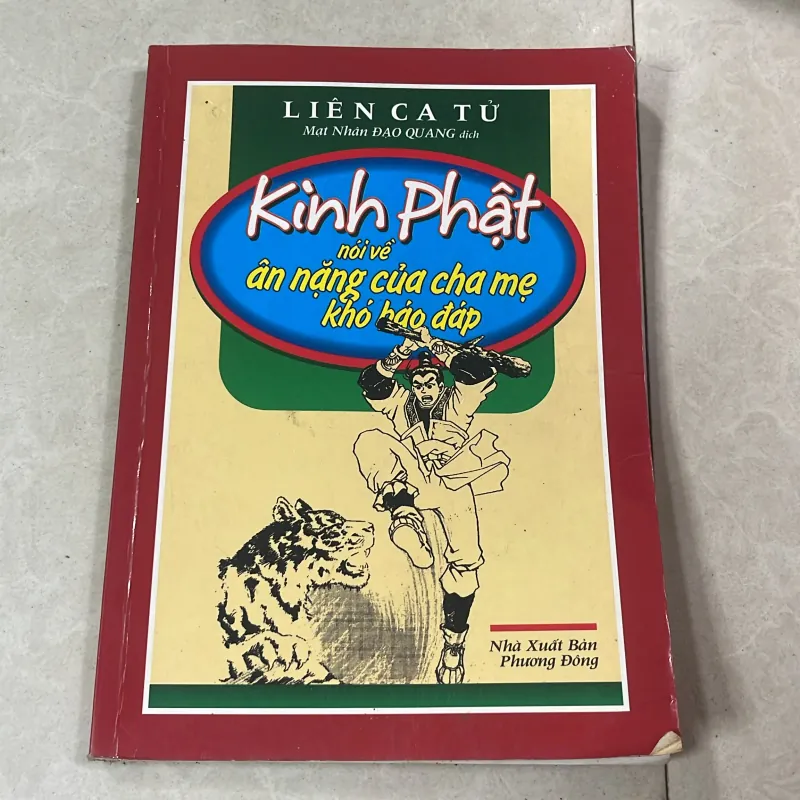 LIÊN CA TỬ
Mạt Nhân ĐẠO QUANG dịch
Kinh Phật
nói về
ân nặng của cha mẹ
khó báo đáp
Nhà Xuất Bản
Phương Đông